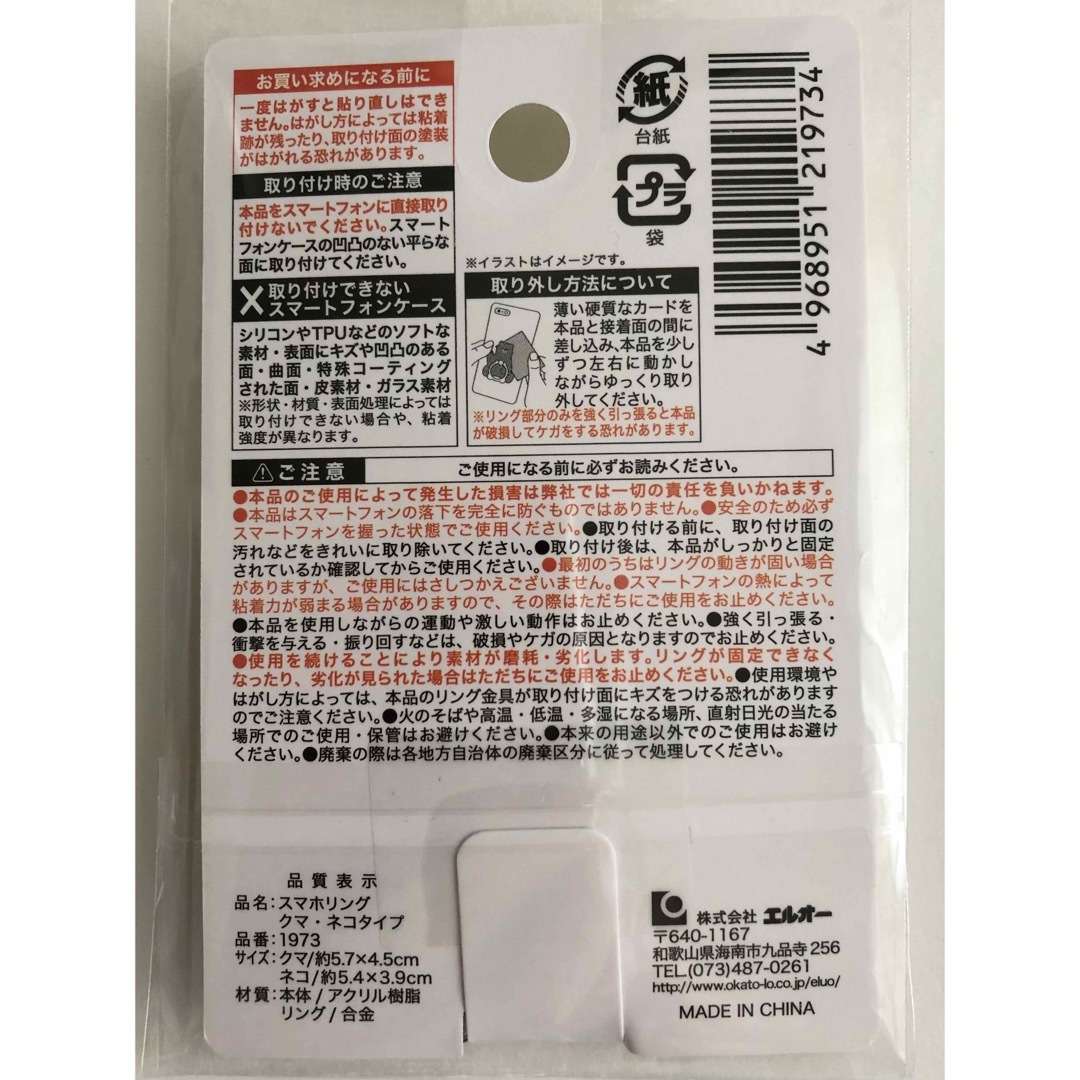 お買い求めになる前に
一度はがすと貼り直しはでき
ません。はがし方によっては粘着
跡が残ったり、取り付け面の塗装
がはがれる恐れがあります。
取り付け時のご注意
本品をスマートフォンに直接取り
付けないでください。スマート
フォンケースの凹凸のない平らな
面に取り付けてください。
X 取り付けできない
スマートフォンケース
シリコンやTPUなどのソフトな
素材・表面にキズや凹凸のある
面・曲面・特殊コーティング
された面・皮素材・ガラス素材
※形状・材質・表面処理によっては
取り付けできない場合や、粘着
強度が異なります。
紙
台紙
プラ
袋
4 968951 219734
※イラストはイメージです。
取り外し方法について
薄い硬質なカードを
本品と接着面の間に
差し込み、本品を少し
ずつ左右に動かし
ながらゆっくり取り
外してください。
※リング部分のみを強く引っ張ると本品
が破損してケガをする恐れがあります。
⚠ご注意 ご使用になる前に必ずお読みください。
●本品のご使用によって発生した損害は弊社では一切の責任を負いかねます。
●本品はスマートフォンの落下を完全に防ぐものではありません。●安全のため必ず
スマートフォンを握った状態でご使用ください。●取り付ける前に、取り付け面の
汚れなどをきれいに取り除いてください。●取り付け後は、本品がしっかりと固定
されているか確認してからご使用ください。●最初のうちはリングの動きが固い場合
がありますが、ご使用にはさしつかえございません。●スマートフォンの熱によって
粘着力が弱まる場合がありますので、その際はただちにご使用をお止めください。
●本品を使用しながらの運動や激しい動作はお止めください。●強く引っ張る・
衝撃を与える・振り回すなどは、破損やケガの原因となりますのでお止めください。
●使用を続けることにより素材が磨耗・劣化します。リングが固定できなく
なったり、劣化が見られた場合はただちにご使用をお止めください。●使用環境や
はがし方によっては、本品のリング金具が取り付け面にキズをつける恐れがあります
のでご注意ください。●火のそばや高温・低温・多湿になる場所、直射日光の当たる
場所でのご使用・保管はお避けください。●本来の用途以外でのご使用はお避け
ください。●廃棄の際は各地方自治体の廃棄区分に従って処理してください。
品質表示
品名:スマホリング
クマ・ネコタイプ
品番:1973
サイズ:クマ/約5.7×4.5cm
ネコ/約5.4×3.9cm
材質:本体/アクリル樹脂
リング/合金
株式会社 エルオー
〒640-1167
和歌山県海南市九品寺256
TEL.(073)487-0261
http://www.okato-lo.co.jp/eluo/
MADE IN CHINA